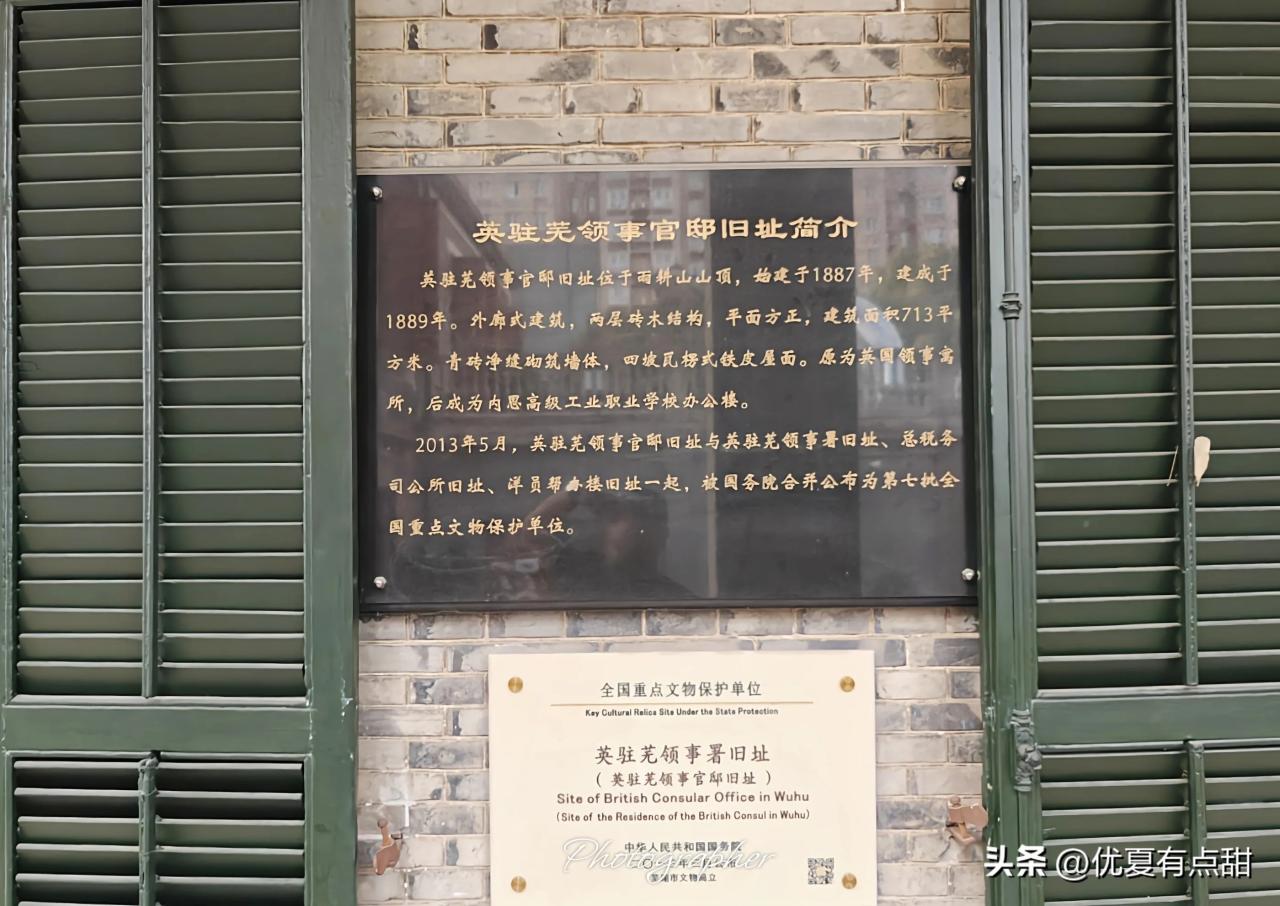 英驻芜领事官邸旧址简介
英驻芜领事官邸旧址位于雨耕山山顶，始建于1887年，建成于
1889年。外廊式建筑，两层砖木结构，平面方正，建筑面积713平
方米。青砖净缝砌筑墙体，四坡瓦楞式铁皮屋面。原为英国领事寓
所，后成为内思高级工业职业学校办公楼。
2013年5月，英驻芜领事官邸旧址与英驻芜领事署旧址、总税务
司公所旧址、洋员帮办楼旧址一起，被国务院合并公布为第七批全
国重点文物保护单位。
全国重点文物保护单位
Key Cultural Relics Site Under the State Protection
英驻芜领事署旧址
（英驻芜领事官邸旧址）
Site of British Consular Office in Wuhu
(Site of the Residence of the British Consul in Wuhu)
中华人民共和国国务院
Photographer
芜湖市文物局立
头条 @优夏有点甜